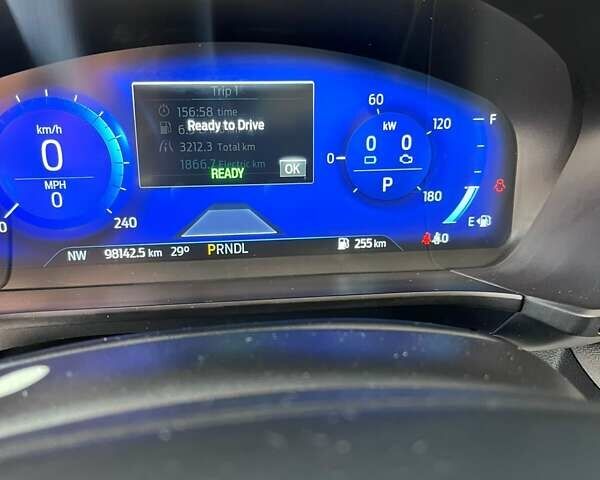 Trip 1
156:58 time
Ready to Drive
3212.3 Total km
1866.7 Electric km
READY
OK
km/h
0
MPH
0
240
60
kW
120
0 0
0
P
180
F
E
NW 98142.5 km 29° PRNDL 255 km